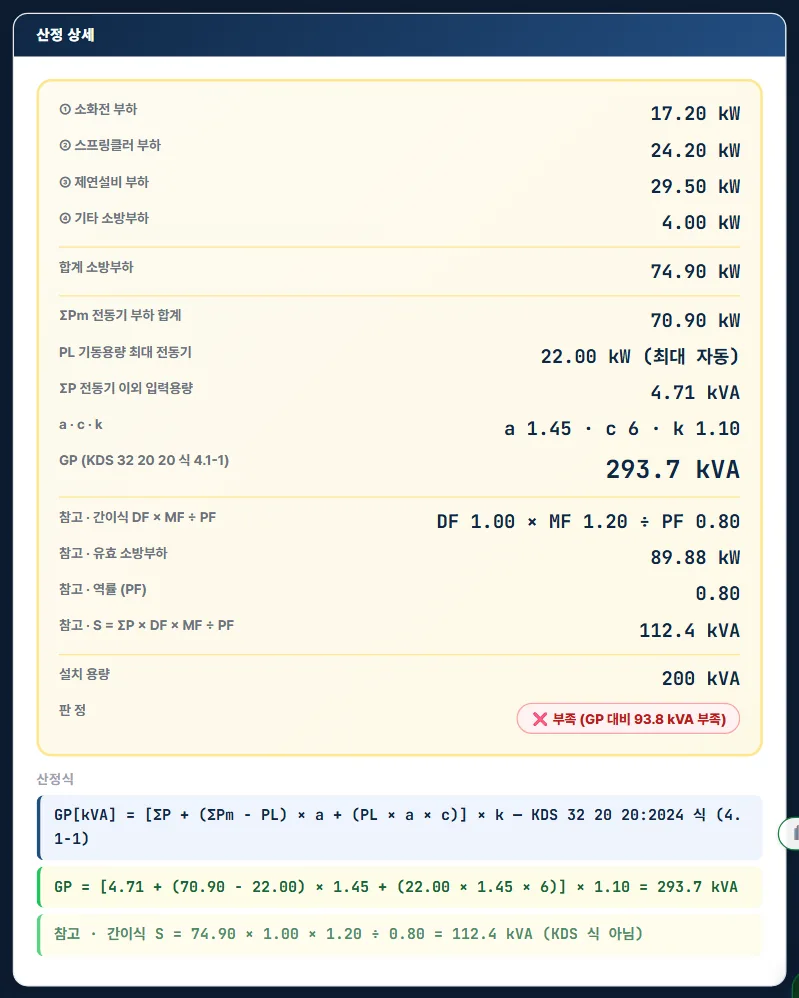 산정 상세
① 소화전 부하 17.20 kW
② 스프링클러 부하 24.20 kW
③ 제연설비 부하 29.50 kW
④ 기타 소방부하 4.00 kW
합계 소방부하 74.90 kW
ΣPm 전동기 부하 합계 70.90 kW
PL 기동용량 최대 전동기 22.00 kW (최대 자동)
ΣP 전동기 이외 입력용량 4.71 kVA
a · c · k a 1.45 · c 6 · k 1.10
GP (KDS 32 20 20 식 4.1-1) 293.7 kVA
참고 · 간이식 DF × MF ÷ PF DF 1.00 × MF 1.20 ÷ PF 0.80
참고 · 유효 소방부하 89.88 kW
참고 · 역률 (PF) 0.80
참고 · S = ΣP × DF × MF ÷ PF 112.4 kVA
설치 용량 200 kVA
판 정 ❌ 부족 (GP 대비 93.8 kVA 부족)
산정식
GP[kVA] = [ΣP + (ΣPm - PL) × a + (PL × a × c)] × k — KDS 32 20 20:2024 식 (4.
1-1)
GP = [4.71 + (70.90 - 22.00) × 1.45 + (22.00 × 1.45 × 6)] × 1.10 = 293.7 kVA
참고 · 간이식 S = 74.90 × 1.00 × 1.20 ÷ 0.80 = 112.4 kVA (KDS 식 아님)